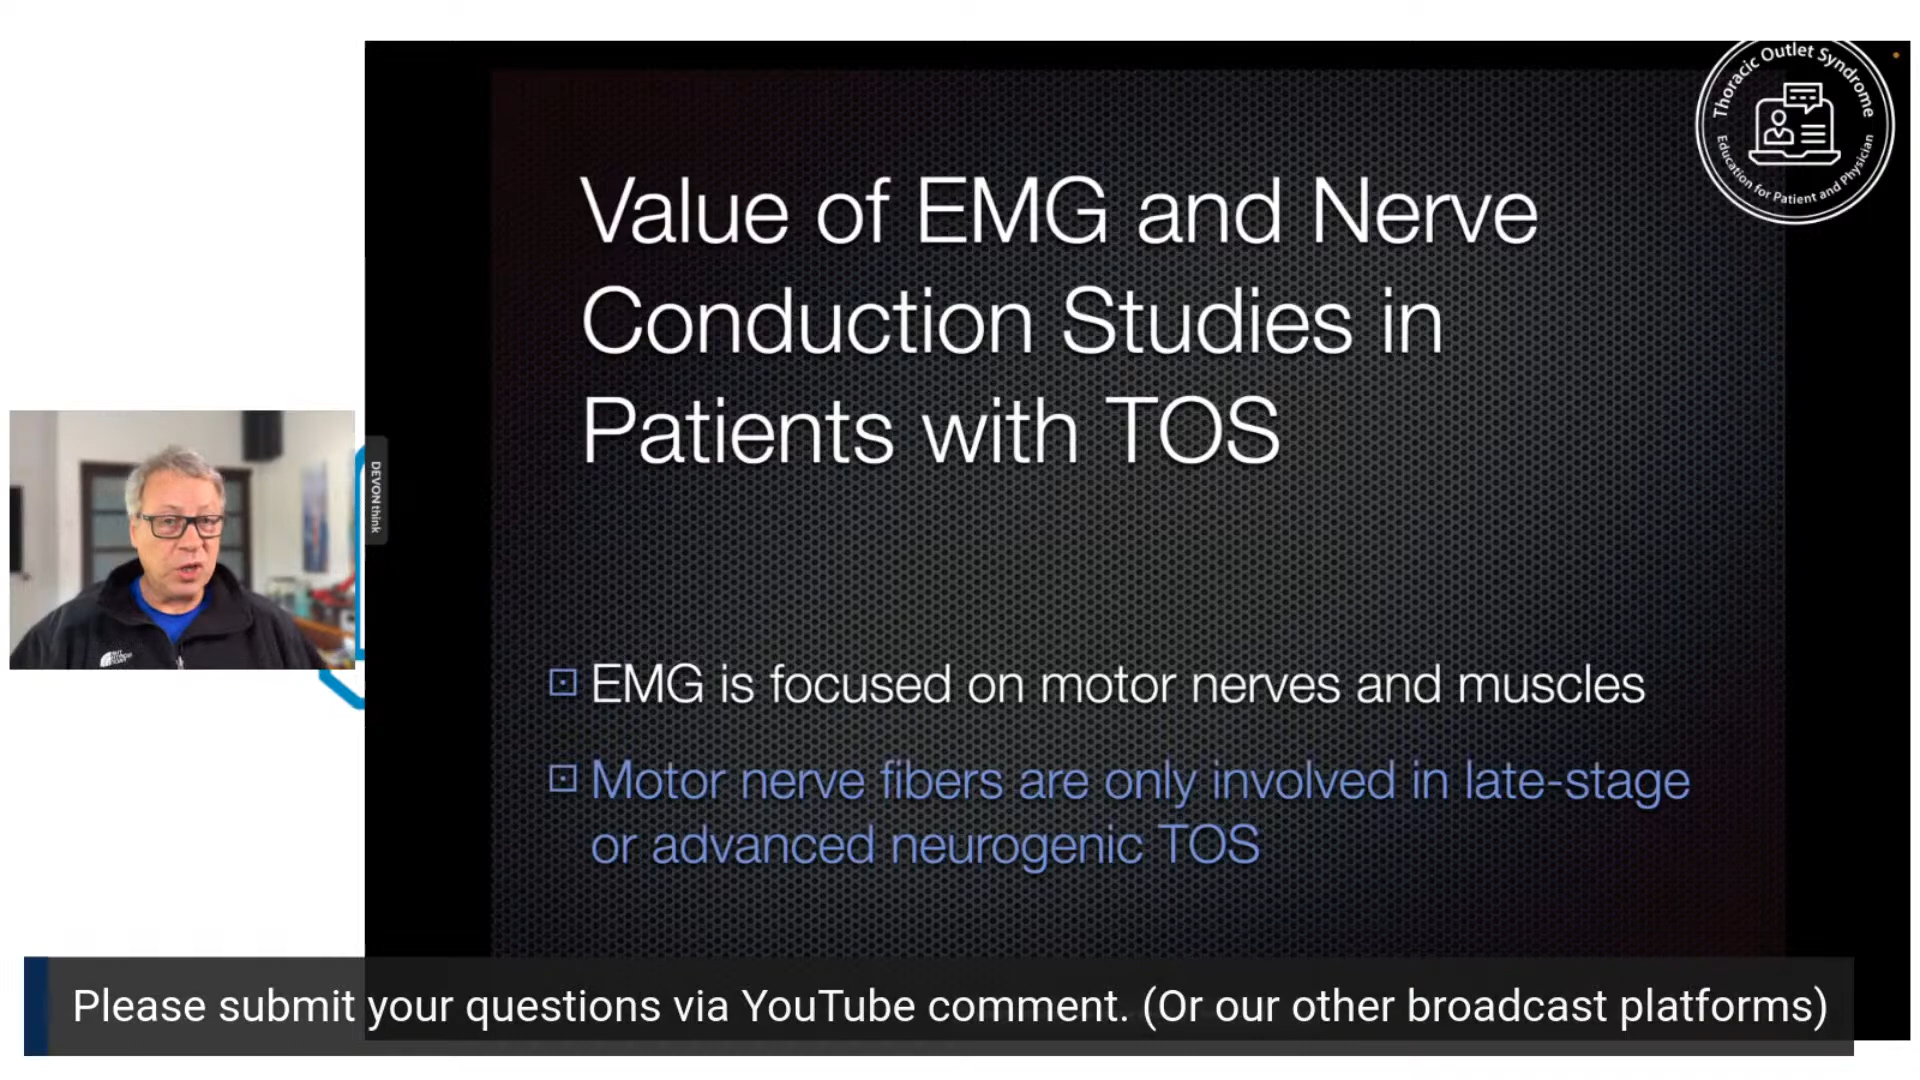 Thoracic Outlet Syndrome
Education for Patient and Physician
Value of EMG and Nerve
Conduction Studies in
Patients with TOS
DEVONthink
EMG is focused on motor nerves and muscles
Motor nerve fibers are only involved in late-stage
or advanced neurogenic TOS
Please submit your questions via YouTube comment. (Or our other broadcast platforms)